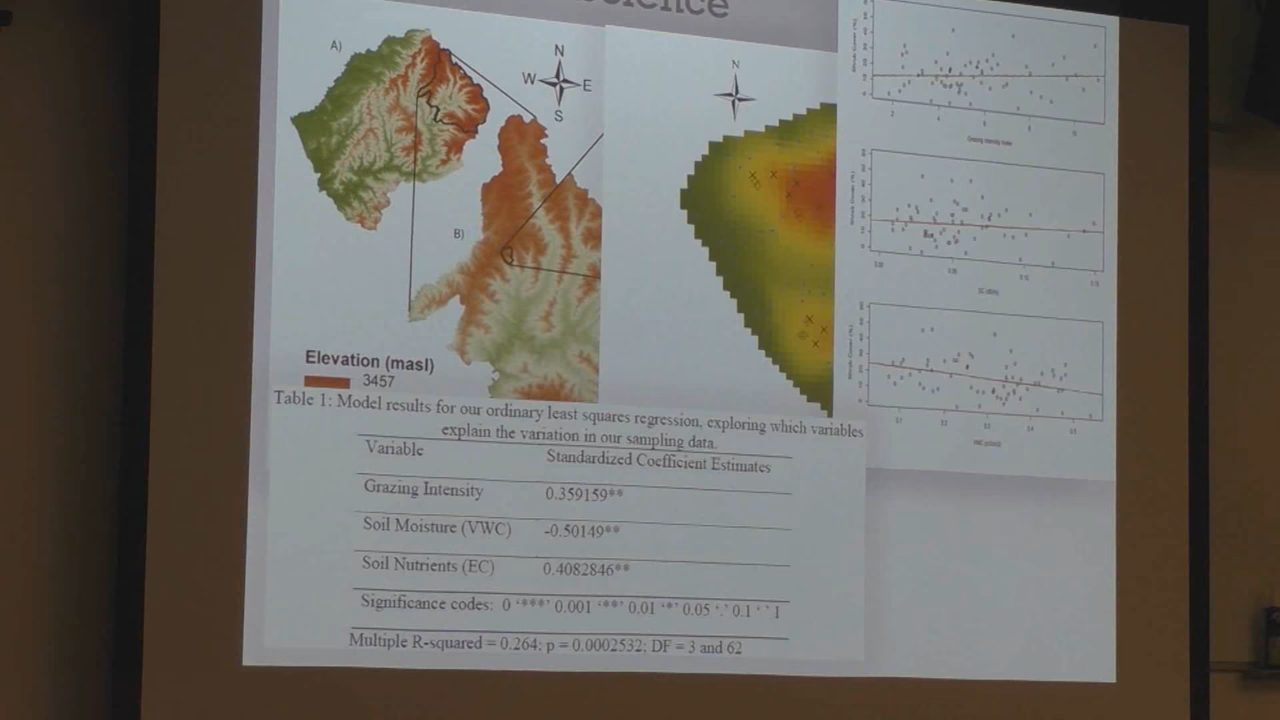 A)
N
W E
S
B)
N
Elevation (masl)
3457
Table 1: Model results for our ordinary least squares regression, exploring which variables
explain the variation in our sampling data.
Variable Standardized Coefficient Estimates
Grazing Intensity 0.359159**
Soil Moisture (VWC) -0.50149**
Soil Nutrients (EC) 0.4082846**
Significance codes: 0 ‘***’ 0.001 ‘**’ 0.01 ‘*’ 0.05 ‘.’ 0.1 ‘ ’ 1
Multiple R-squared = 0.264; p = 0.0002532; DF = 3 and 62